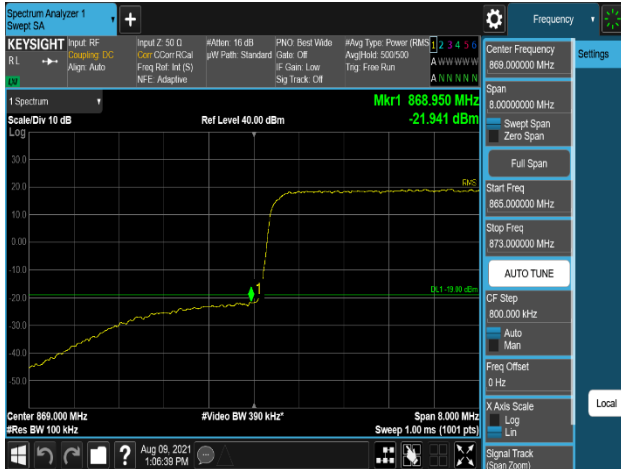 Spectrum Analyzer 1
Swept SA
Frequency
KEYSIGHT
R L
LV
Input: RF
Coupling: DC
Align: Auto
Input Z: 50 Ω
Corr CCorr RCal
Freq Ref: Int (S)
NFE: Adaptive
#Atten: 16 dB
µW Path: Standard
PNO: Best Wide
Gate: Off
IF Gain: Low
Sig Track: Off
#Avg Type: Power (RMS
Avg|Hold: 500/500
Trig: Free Run
1 2 3 4 5 6
A W W W W W
A N N N N N
1 Spectrum
Scale/Div 10 dB
Log
Ref Level 40.00 dBm
Mkr1 868.950 MHz
-21.941 dBm
30.0
20.0
10.0
0.00
-10.0
-20.0
-30.0
-40.0
-50.0
RMS
1
DL1 -19.00 dBm
Center 869.000 MHz
#Res BW 100 kHz
#Video BW 390 kHz*
Span 8.000 MHz
Sweep 1.00 ms (1001 pts)
Center Frequency
869.000000 MHz
Span
8.00000000 MHz
Swept Span
Zero Span
Full Span
Start Freq
865.000000 MHz
Stop Freq
873.000000 MHz
AUTO TUNE
CF Step
800.000 kHz
Auto
Man
Freq Offset
0 Hz
X Axis Scale
Log
Lin
Signal Track
(Span Zoom)
Settings
Local
?
Aug 09, 2021
1:06:39 PM